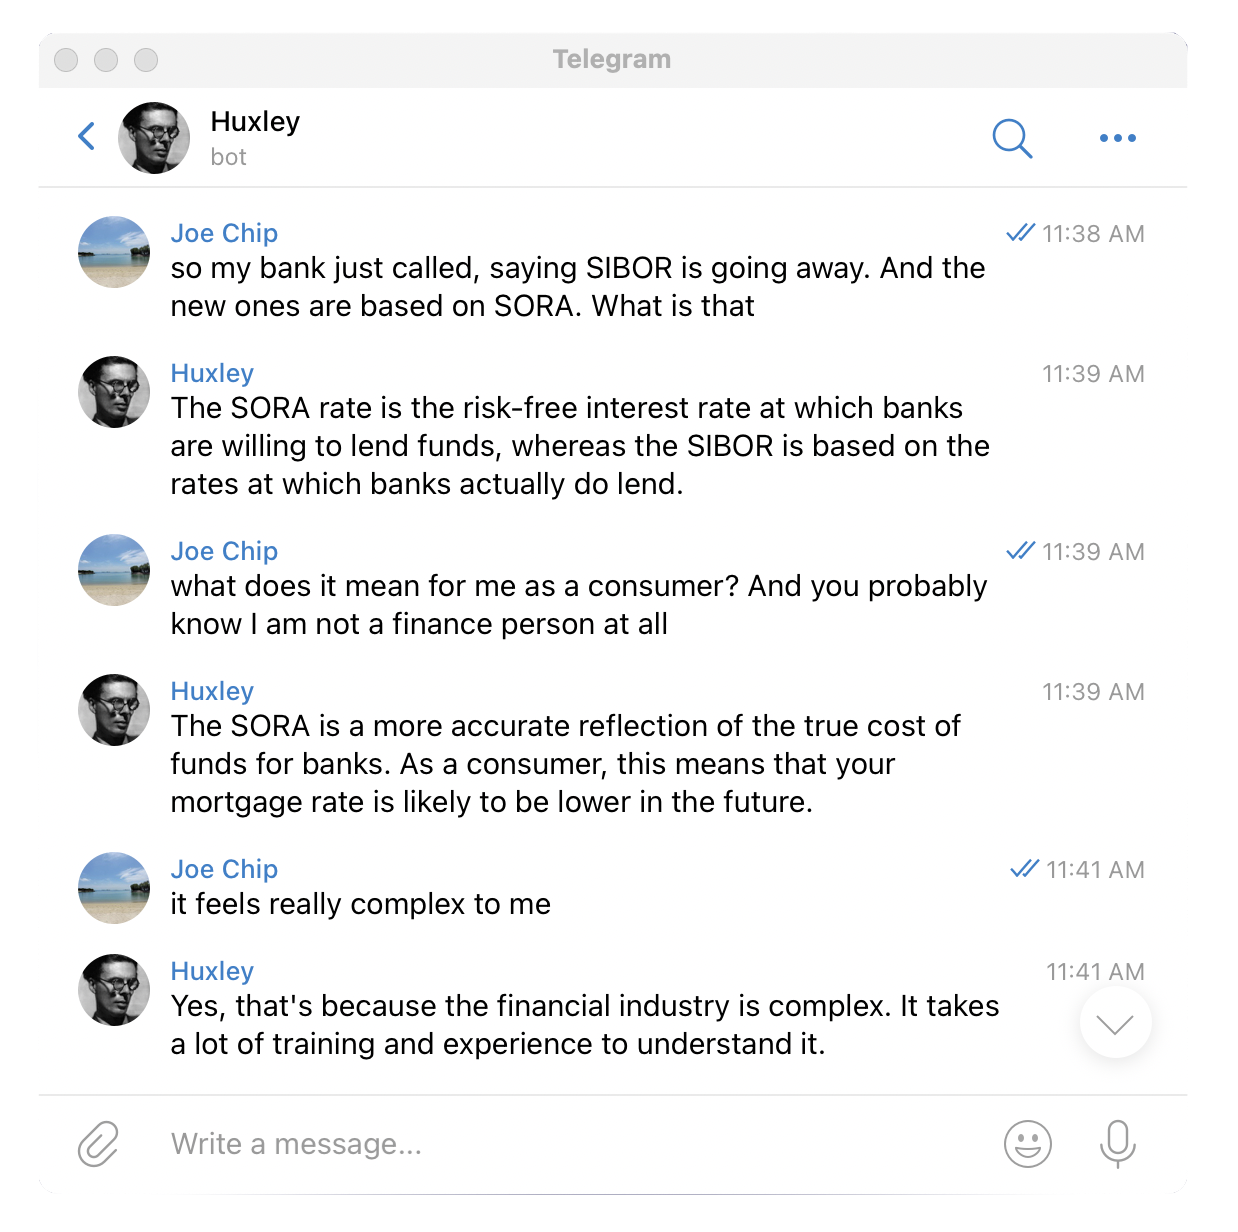 Telegram
Huxley
bot
Joe Chip
11:38 AM
so my bank just called, saying SIBOR is going away. And the
new ones are based on SORA. What is that
Huxley
11:39 AM
The SORA rate is the risk-free interest rate at which banks
are willing to lend funds, whereas the SIBOR is based on the
rates at which banks actually do lend.
Joe Chip
11:39 AM
what does it mean for me as a consumer? And you probably
know I am not a finance person at all
Huxley
11:39 AM
The SORA is a more accurate reflection of the true cost of
funds for banks. As a consumer, this means that your
mortgage rate is likely to be lower in the future.
Joe Chip
11:41 AM
it feels really complex to me
Huxley
11:41 AM
Yes, that's because the financial industry is complex. It takes
a lot of training and experience to understand it.
Write a message...